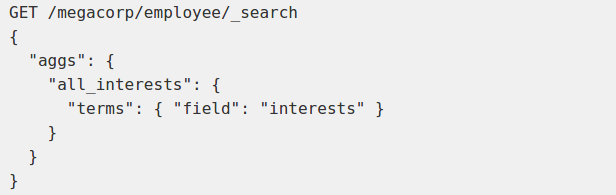 GET /megacorp/employee/_search
{
  "aggs": {
    "all_interests": {
      "terms": { "field": "interests" }
    }
  }
}